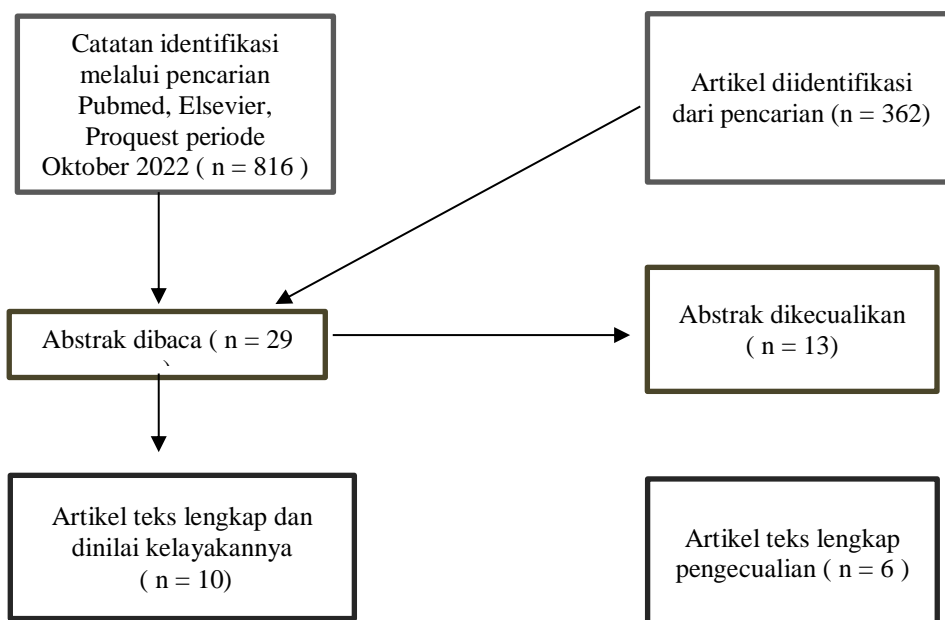 Catatan identifikasi
melalui pencarian
Pubmed, Elsevier,
Proquest periode
Oktober 2022 ( n = 816 )
Artikel diidentifikasi
dari pencarian (n = 362)
Abstrak dibaca ( n = 29
Abstrak dikecualikan
( n = 13)
Artikel teks lengkap dan
dinilai kelayakannya
( n = 10)
Artikel teks lengkap
pengecualian ( n = 6 )